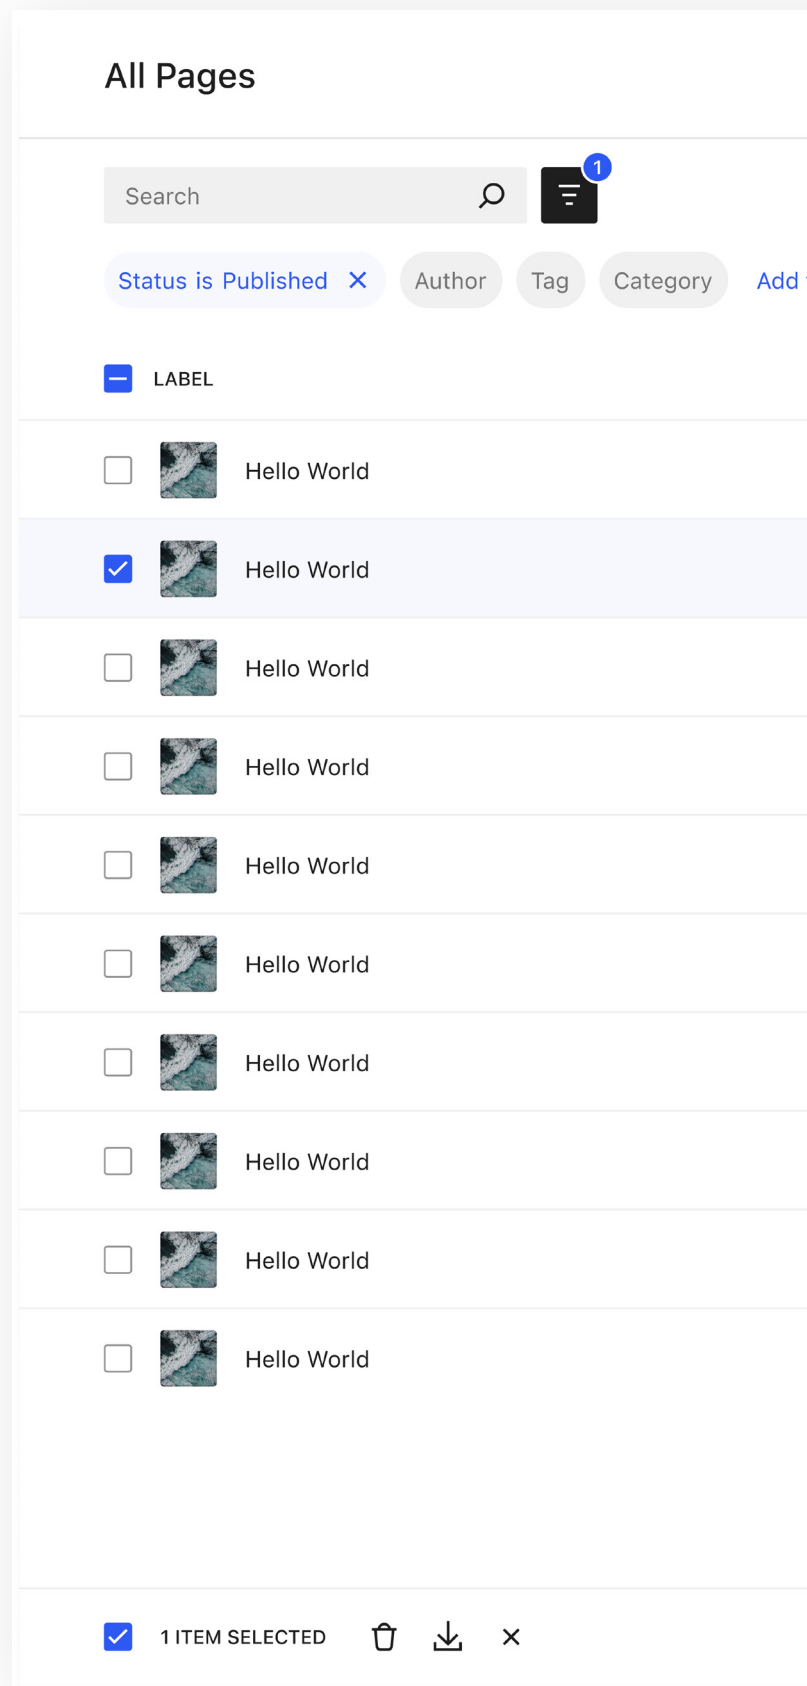 All Pages
Search
1
Status is Published
Author
Tag
Category
Add
LABEL
Hello World
Hello World
Hello World
Hello World
Hello World
Hello World
Hello World
Hello World
Hello World
Hello World
1 ITEM SELECTED